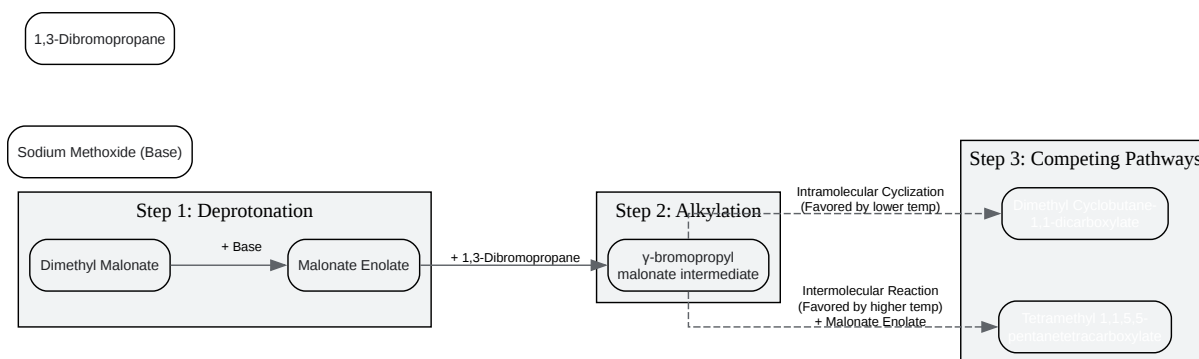 1,3-Dibromopropane
Sodium Methoxide (Base)
Step 1: Deprotonation
Dimethyl Malonate
+ Base
Malonate Enolate
+ 1,3-Dibromopropane
Step 2: Alkylation
γ-bromopropyl
malonate intermediate
Intramolecular Cyclization
(Favored by lower temp)
Intermolecular Reaction
(Favored by higher temp)
+ Malonate Enolate
Step 3: Competing Pathways
Dimethyl Cyclobutane-
1,1-dicarboxylate
Tetramethyl 1,1,5,5-
pentanetetracarboxylate